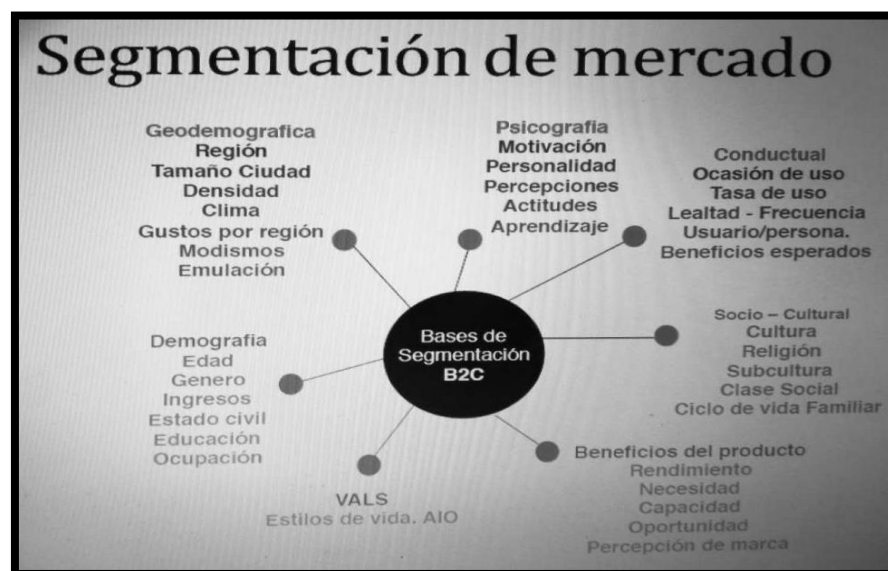 Segmentación de mercado
Geodemografica
Región
Tamaño Ciudad
Densidad
Clima
Gustos por región
Modismos
Emulación
Psicografia
Motivación
Personalidad
Percepciones
Actitudes
Aprendizaje
Conductual
Ocasión de uso
Tasa de uso
Lealtad - Frecuencia
Usuario/persona.
Beneficios esperados
Bases de
Segmentación
B2C
Demografia
Edad
Genero
Ingresos
Estado civil
Educación
Ocupación
Socio – Cultural
Cultura
Religión
Subcultura
Clase Social
Ciclo de vida Familiar
VALS
Estilos de vida. AIO
Beneficios del producto
Rendimiento
Necesidad
Capacidad
Oportunidad
Percepción de marca